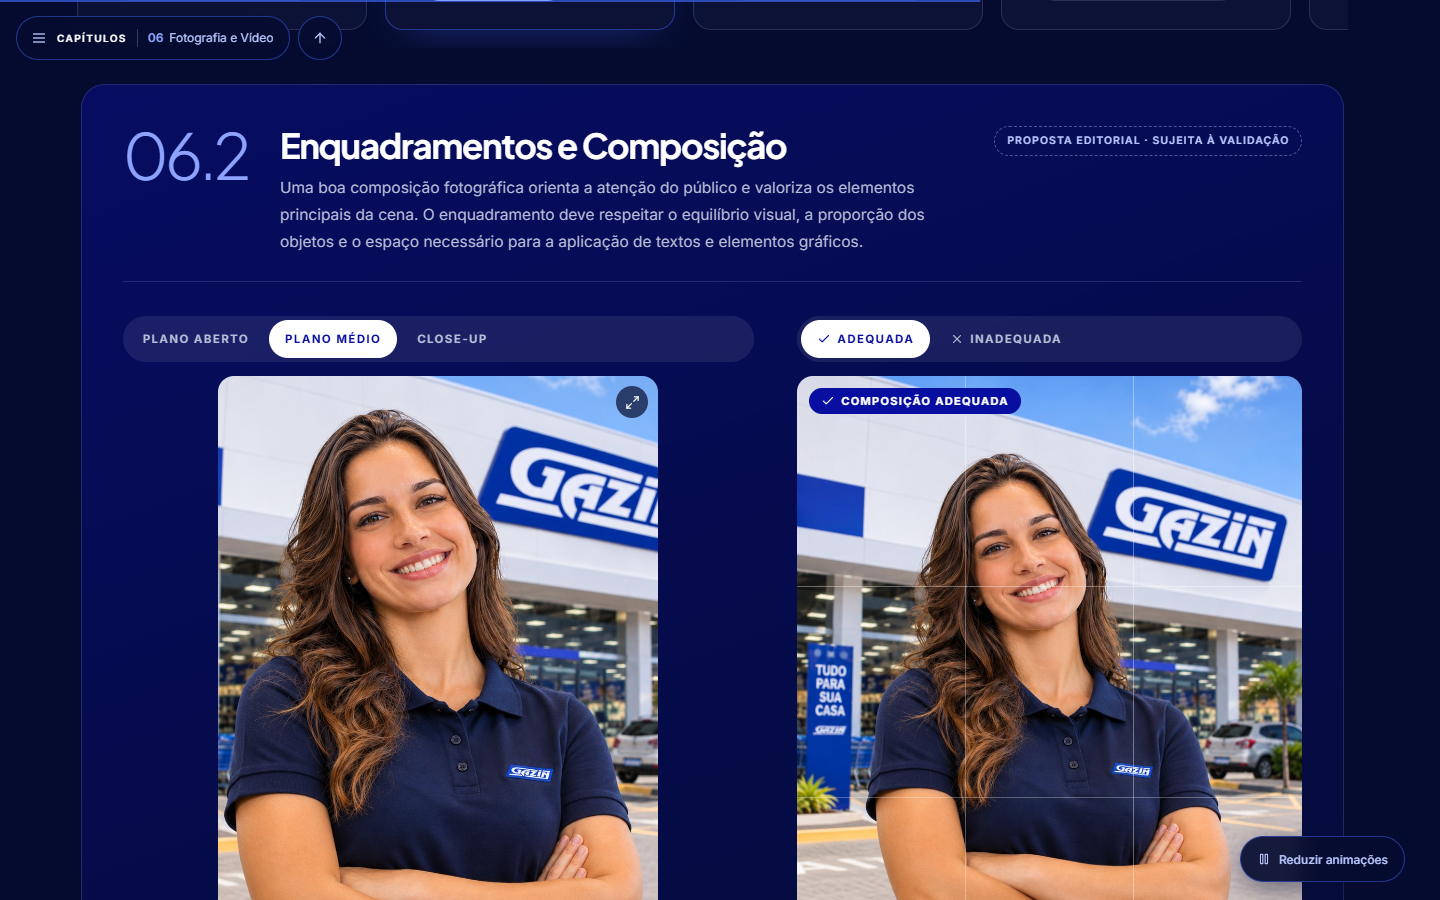 CAPÍTULOS
06 Fotografia e Vídeo
06.2
Enquadramentos e Composição
PROPOSTA EDITORIAL · SUJEITA À VALIDAÇÃO
Uma boa composição fotográfica orienta a atenção do público e valoriza os elementos
principais da cena. O enquadramento deve respeitar o equilíbrio visual, a proporção dos
objetos e o espaço necessário para a aplicação de textos e elementos gráficos.
PLANO ABERTO
PLANO MÉDIO
CLOSE-UP
ADEQUADA
INADEQUADA
COMPOSIÇÃO ADEQUADA
GAZIN
GAZIN
GAZIN
TUDO
PARA
SUA
CASA
GAZIN
GAZIN
Reduzir animações